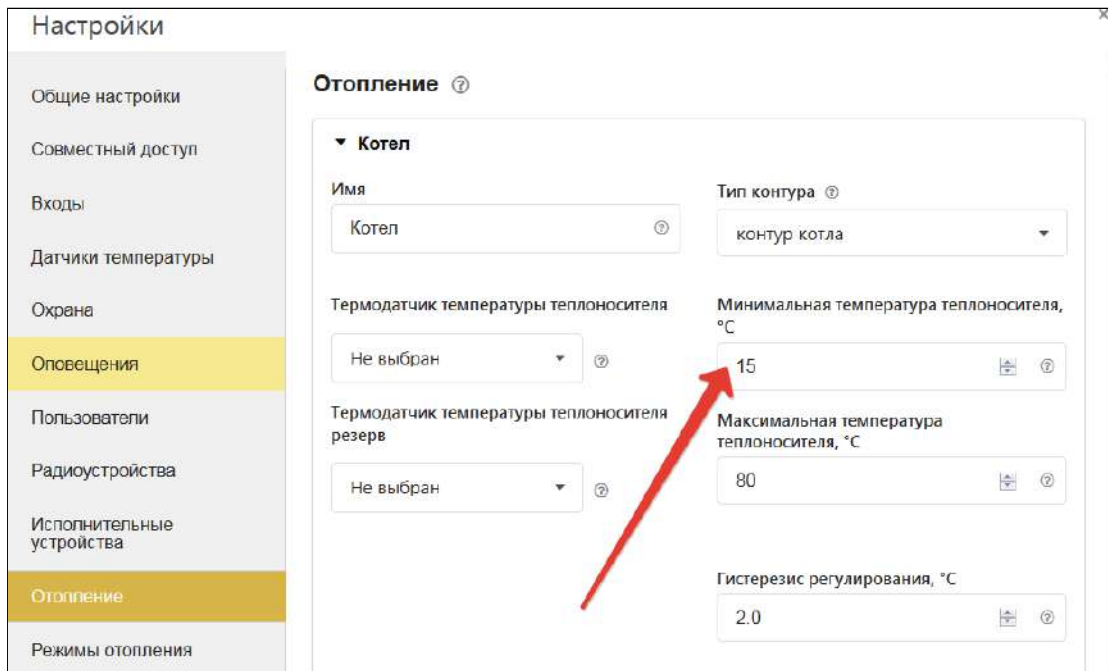 Настройки
Общие настройки
Совместный доступ
Входы
Датчики температуры
Охрана
Оповещения
Пользователи
Радиоустройства
Исполнительные
устройства
Отопление
Режимы отопления
Отопление
Котел
Имя
Котел
Тип контура
контур котла
Термодатчик температуры теплоносителя
Не выбран
Минимальная температура теплоносителя,
°C
15
Термодатчик температуры теплоносителя
резерв
Не выбран
Максимальная температура
теплоносителя, °C
80
Гистерезис регулирования, °C
2.0